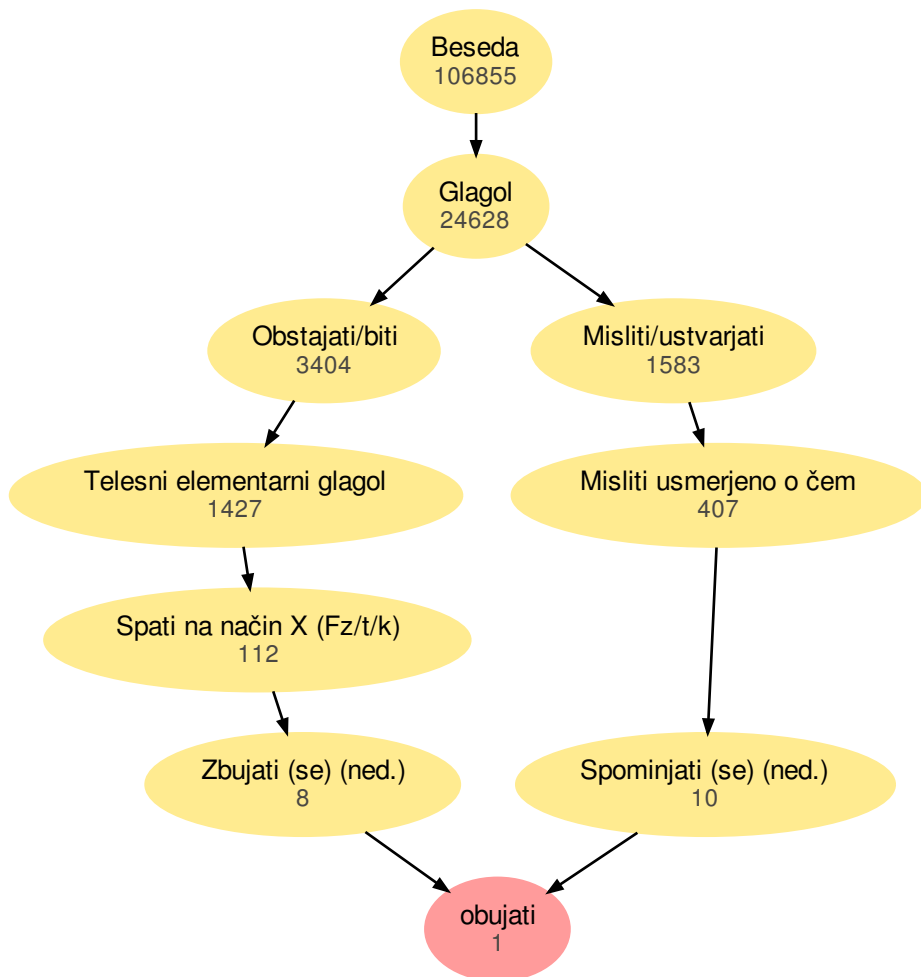 Beseda
106855
Glagol
24628
Obstajati/biti
3404
Misliti/ustvarjati
1583
Telesni elementarni glagol
1427
Misliti usmerjeno o čem
407
Spati na način X (Fz/t/k)
112
Zbujati (se) (ned.)
8
Spominjati (se) (ned.)
10
obujati
1